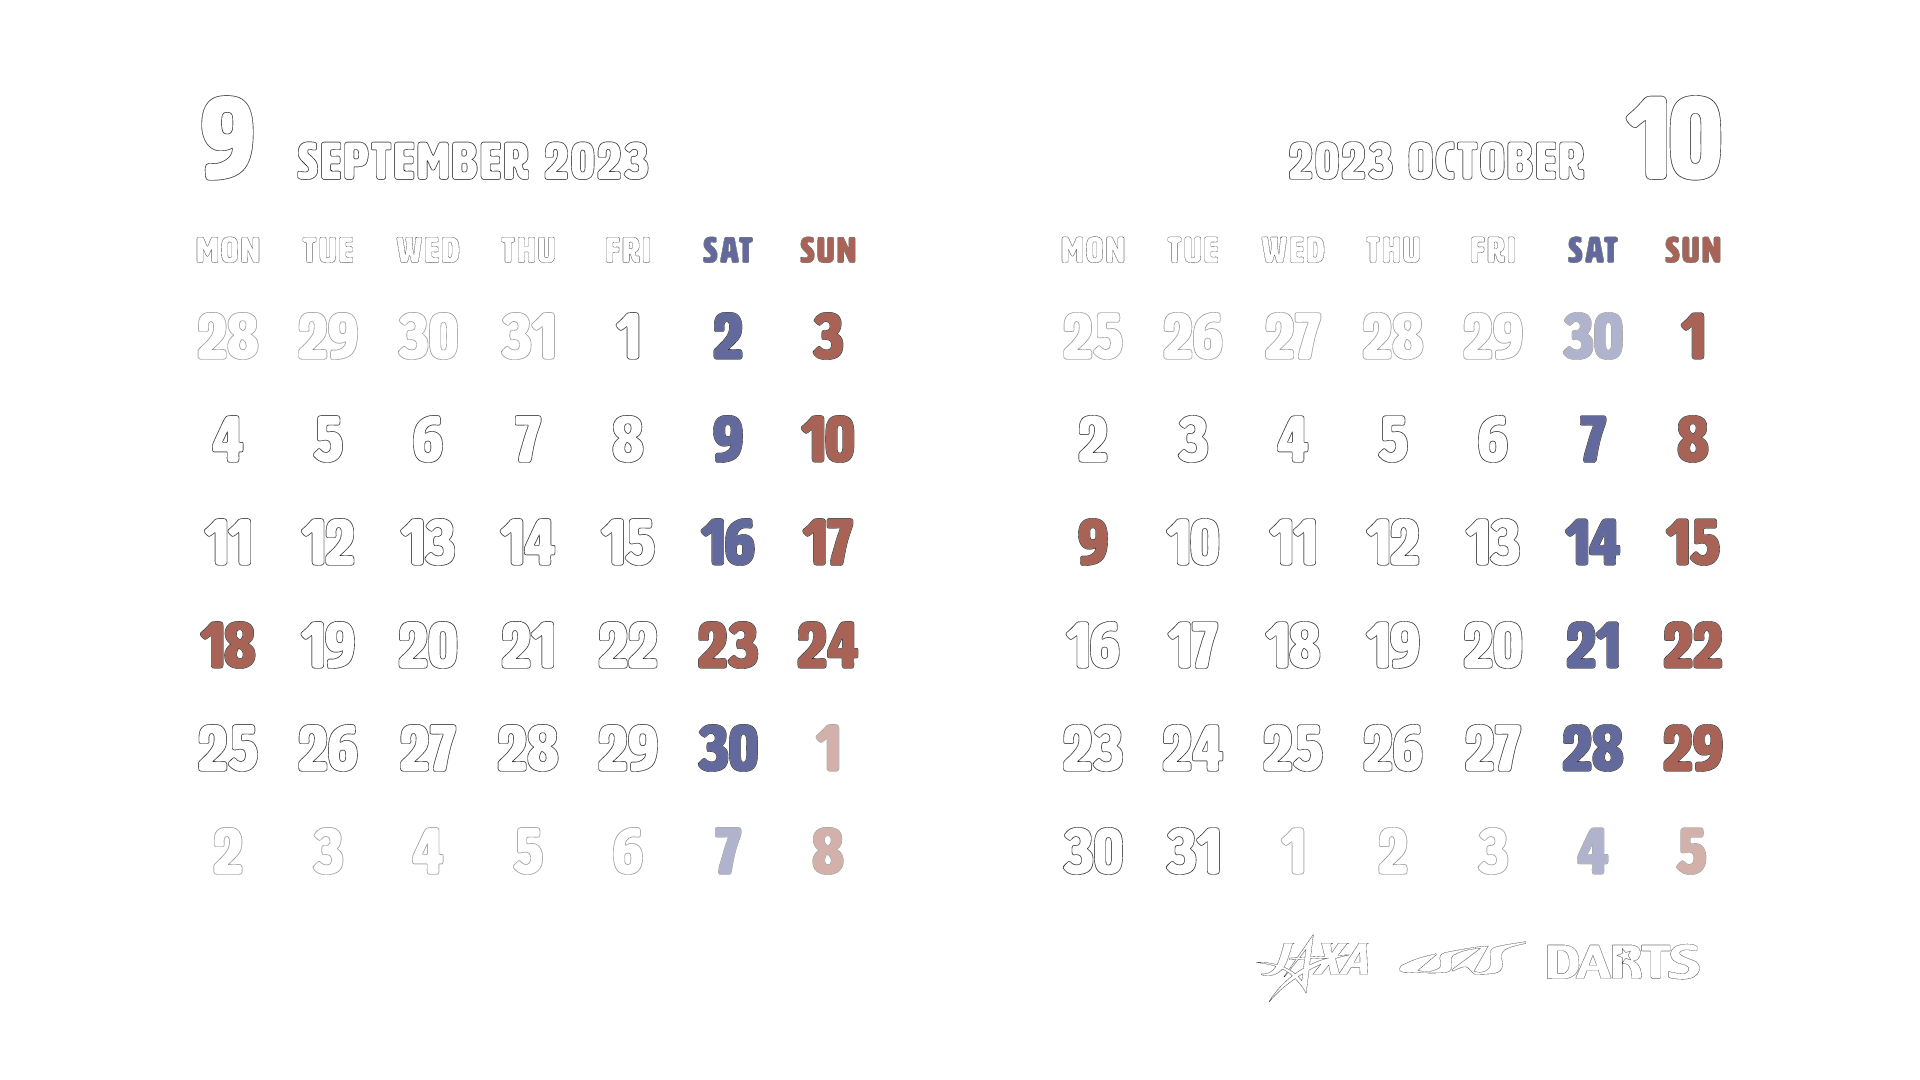 9 SEPTEMBER 2023
MON TUE WED THU FRI SAT SUN
28 29 30 31 1 2 3
4 5 6 7 8 9 10
11 12 13 14 15 16 17
18 19 20 21 22 23 24
25 26 27 28 29 30 1
2 3 4 5 6 7 8
2023 OCTOBER 10
MON TUE WED THU FRI SAT SUN
25 26 27 28 29 30 1
2 3 4 5 6 7 8
9 10 11 12 13 14 15
16 17 18 19 20 21 22
23 24 25 26 27 28 29
30 31 1 2 3 4 5
JAXA ISAS DARTS